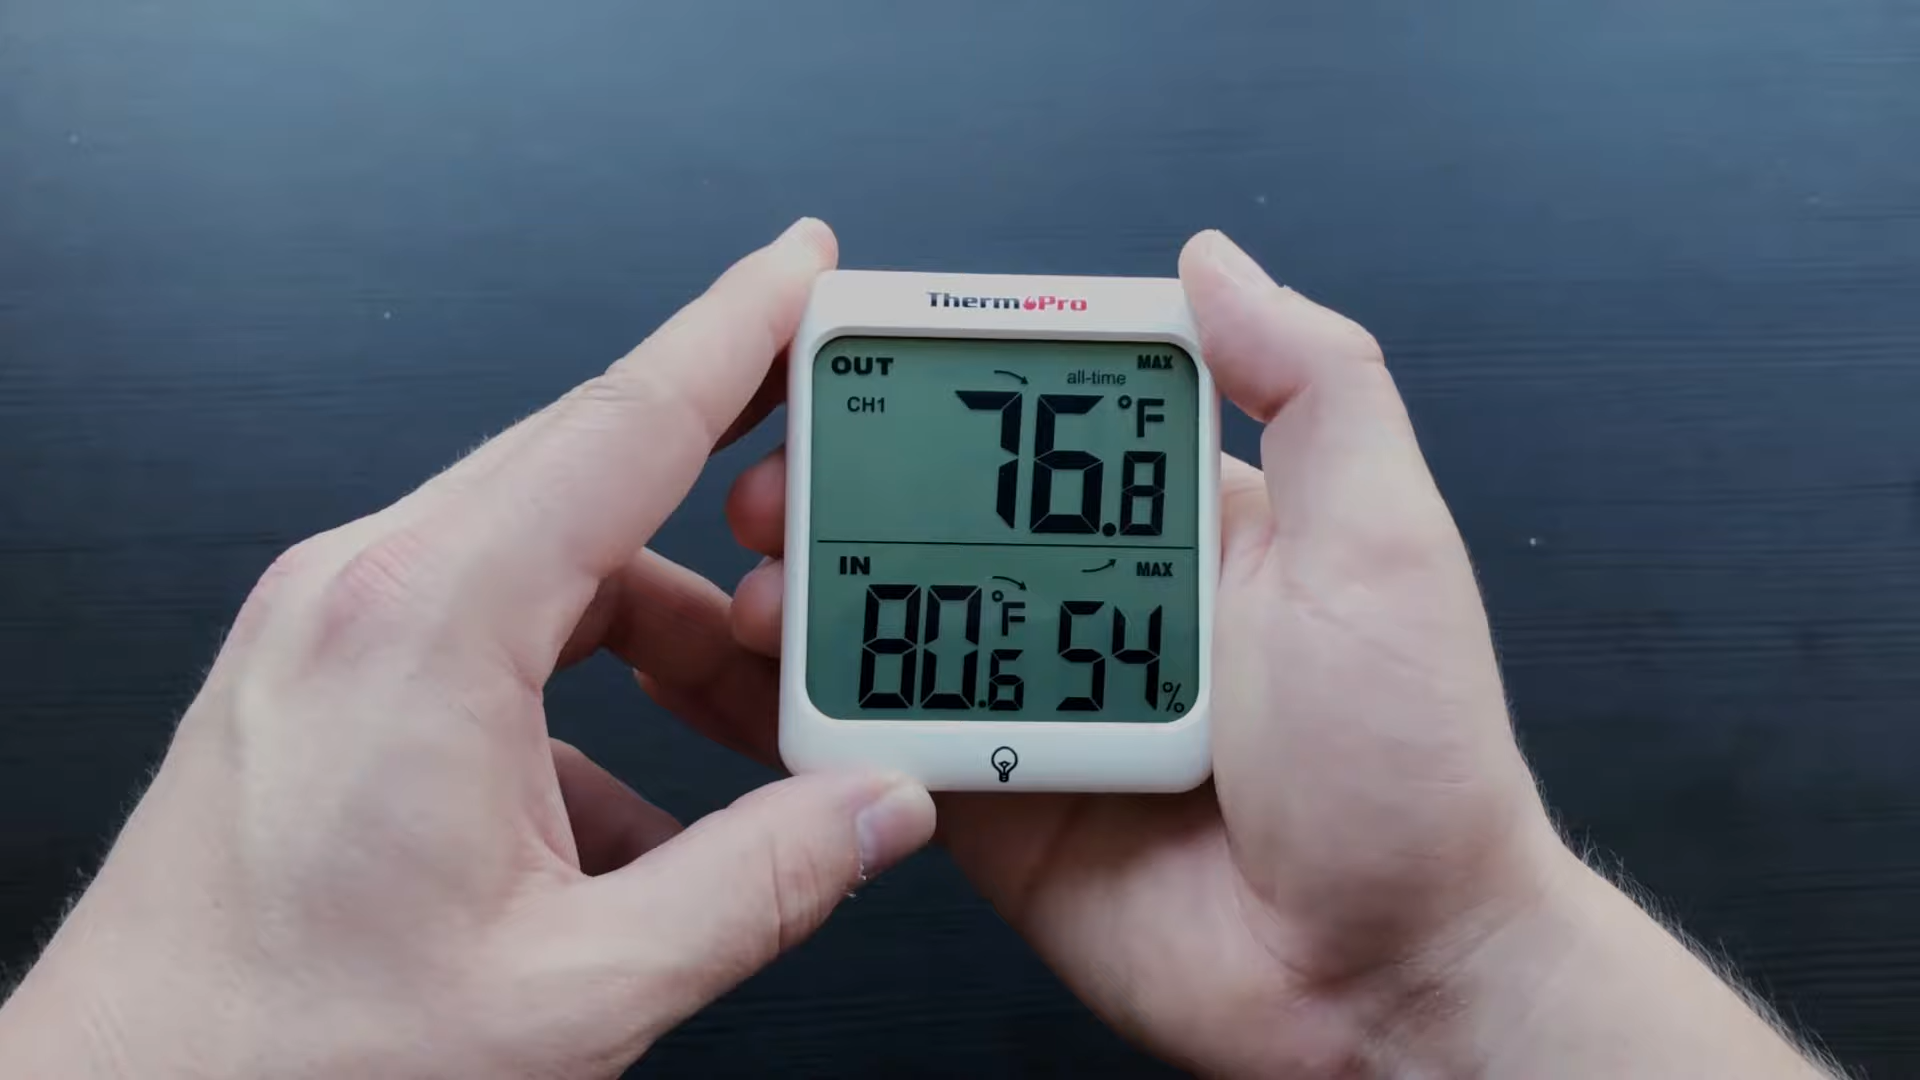 ThermoPro
OUT MAX
all-time
CH1 76.8 °F
IN MAX
80.6 °F 54 %